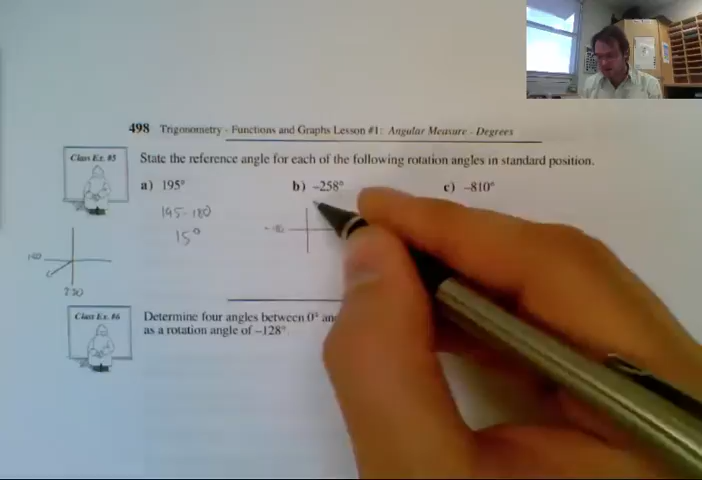 498 Trigonometry - Functions and Graphs Lesson #1: Angular Measure - Degrees
Class Ex. #5
State the reference angle for each of the following rotation angles in standard position.
a) 195°
b) -258°
c) -810°
195-180
15°
180
270
-180
Class Ex. #6
Determine four angles between 0° an
as a rotation angle of -128°.